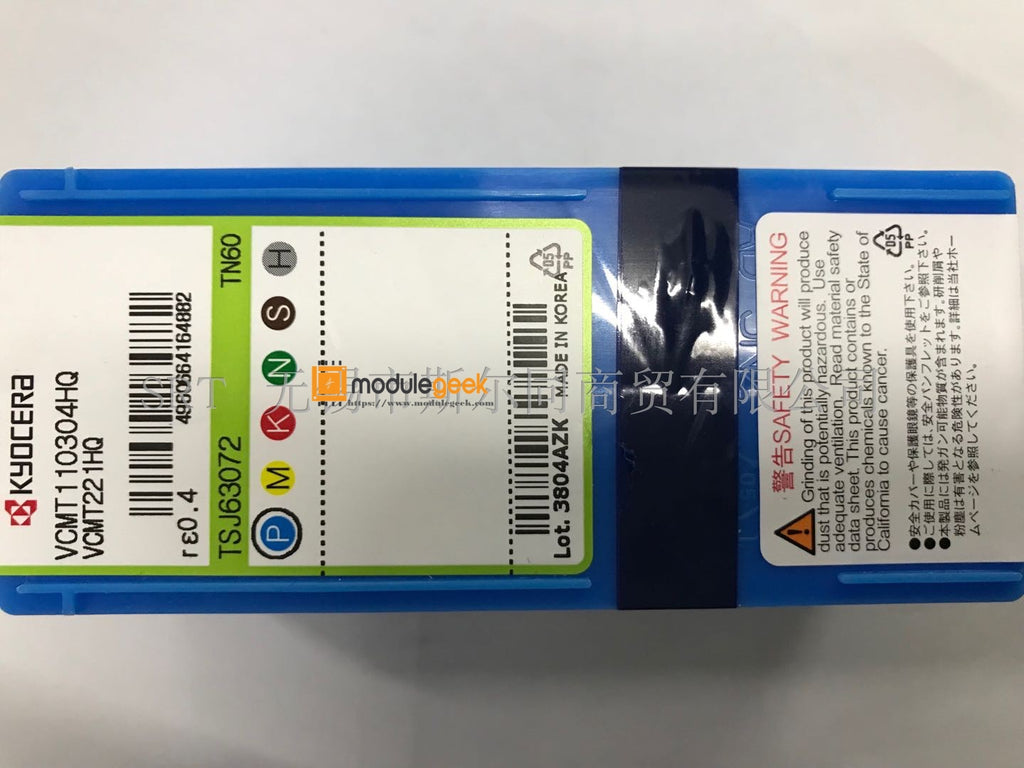 KYOCERA
VCMT110304HQ
VCMT221HQ
4960664164882
rε0.4
TSJ63072 TN60
P M K N S H
Lot. 3804AZK MADE IN KOREA
05
PP
modulegeek
https://www.modulegeek.com
警告SAFETY WARNING
Grinding of this product will produce
dust that is potentially hazardous. Use
adequate ventilation. Read material safety
data sheet. This product contains or
produces chemicals known to the State of
California to cause cancer.
05
PP
●安全カバーや保護眼鏡等の保護具を使用下さい。
●ご使用に際しては、安全パンフレットをご参照下さい。
●本製品には発ガン可能物質が含まれます。研削屑や
粉塵は有害となる危険性があります。詳細は当社ホー
ムページを参照してください。